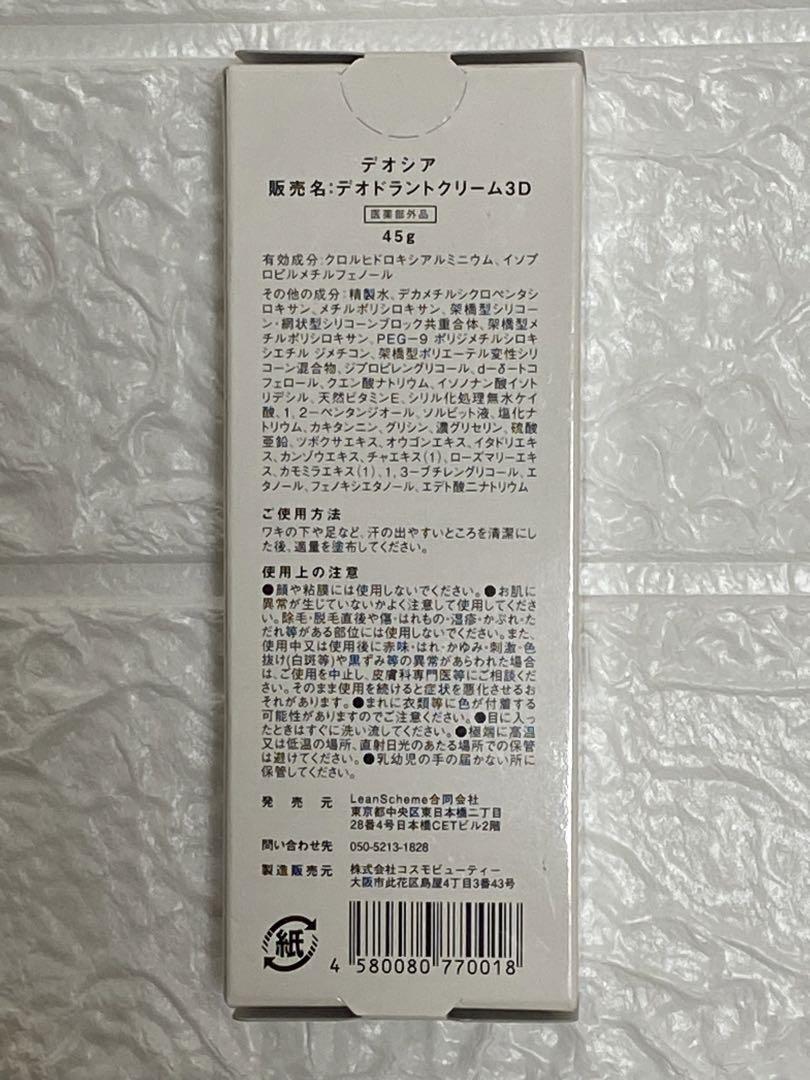 デオシア
販売名:デオドラントクリーム3D
医薬部外品
45g
有効成分:クロルヒドロキシアルミニウム、イソプ
ロピルメチルフェノール
その他の成分:精製水、デカメチルシクロペンタシ
ロキサン、メチルポリシロキサン、架橋型シリコー
ン・網状型シリコーンブロック共重合体、架橋型メ
チルポリシロキサン、PEG-9 ポリジメチルシロキ
シエチル ジメチコン、架橋型ポリエーテル変性シリ
コーン混合物、ジプロピレングリコール、d-δ-トコ
フェロール、クエン酸ナトリウム、イソノナン酸イソト
リデシル、天然ビタミンE、シリル化処理無水ケイ
酸、1,2-ペンタンジオール、ソルビット液、塩化ナ
トリウム、カキタンニン、グリシン、濃グリセリン、硫酸
亜鉛、ツボクサエキス、オウゴンエキス、イタドリエキ
ス、カンゾウエキス、チャエキス(1)、ローズマリーエキ
ス、カモミラエキス(1)、1,3-ブチレングリコール、エ
タノール、フェノキシエタノール、エデト酸二ナトリウム
ご使用方法
ワキの下や足など、汗の出やすいところを清潔にし
た後、適量を塗布してください。
使用上の注意
●顔や粘膜には使用しないでください。●お肌に
異常が生じていないかよく注意して使用してくださ
い。除毛・脱毛直後や傷・はれもの・湿疹・かぶれ・た
だれ等がある部位には使用しないでください。また、
使用中又は使用後に赤味・はれ・かゆみ・刺激・色
抜け(白斑等)や黒ずみ等の異常があらわれた場合
は、ご使用を中止し、皮膚科専門医等にご相談くだ
さい。そのまま使用を続けると症状を悪化させるお
それがあります。●まれに衣類等に色が付着する
可能性がありますのでご注意ください。●目に入っ
たときはすぐに洗い流してください。●極端に高温
又は低温の場所、直射日光のあたる場所での保管
は避けてください。●乳幼児の手の届かない所に
保管してください。
発売元 LeanScheme合同会社
東京都中央区東日本橋二丁目
28番4号日本橋CETビル2階
問い合わせ先 050-5213-1828
製造販売元 株式会社コスモビューティー
大阪市此花区島屋4丁目3番43号
紙
4 580080 770018